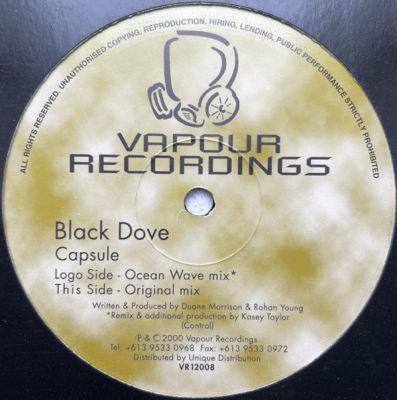 ALL RIGHTS RESERVED. UNAUTHORISED COPYING, REPRODUCTION, HIRING, LENDING, PUBLIC PERFORMANCE STRICTLY PROHIBITED
VAPOUR
RECORDINGS
Black Dove
Capsule
Logo Side - Ocean Wave mix*
This Side - Original mix
Written & Produced by Duane Morrison & Rohan Young
*Remix & additional production by Kasey Taylor
(Control)
P & © 2000 Vapour Recordings
Tel: +613 9533 0968 Fax: +613 9533 0972
Distributed by Unique Distribution
VR12008